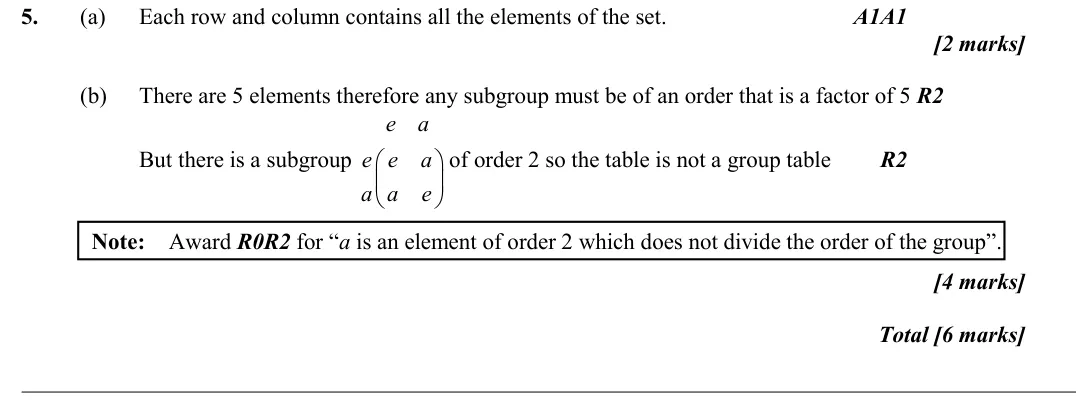 5. (a) Each row and column contains all the elements of the set. A1A1
[2 marks]
(b) There are 5 elements therefore any subgroup must be of an order that is a factor of 5 R2
e a
But there is a subgroup e ( e a ) of order 2 so the table is not a group table R2
a ( a e )
Note: Award R0R2 for “a is an element of order 2 which does not divide the order of the group”.
[4 marks]
Total [6 marks]